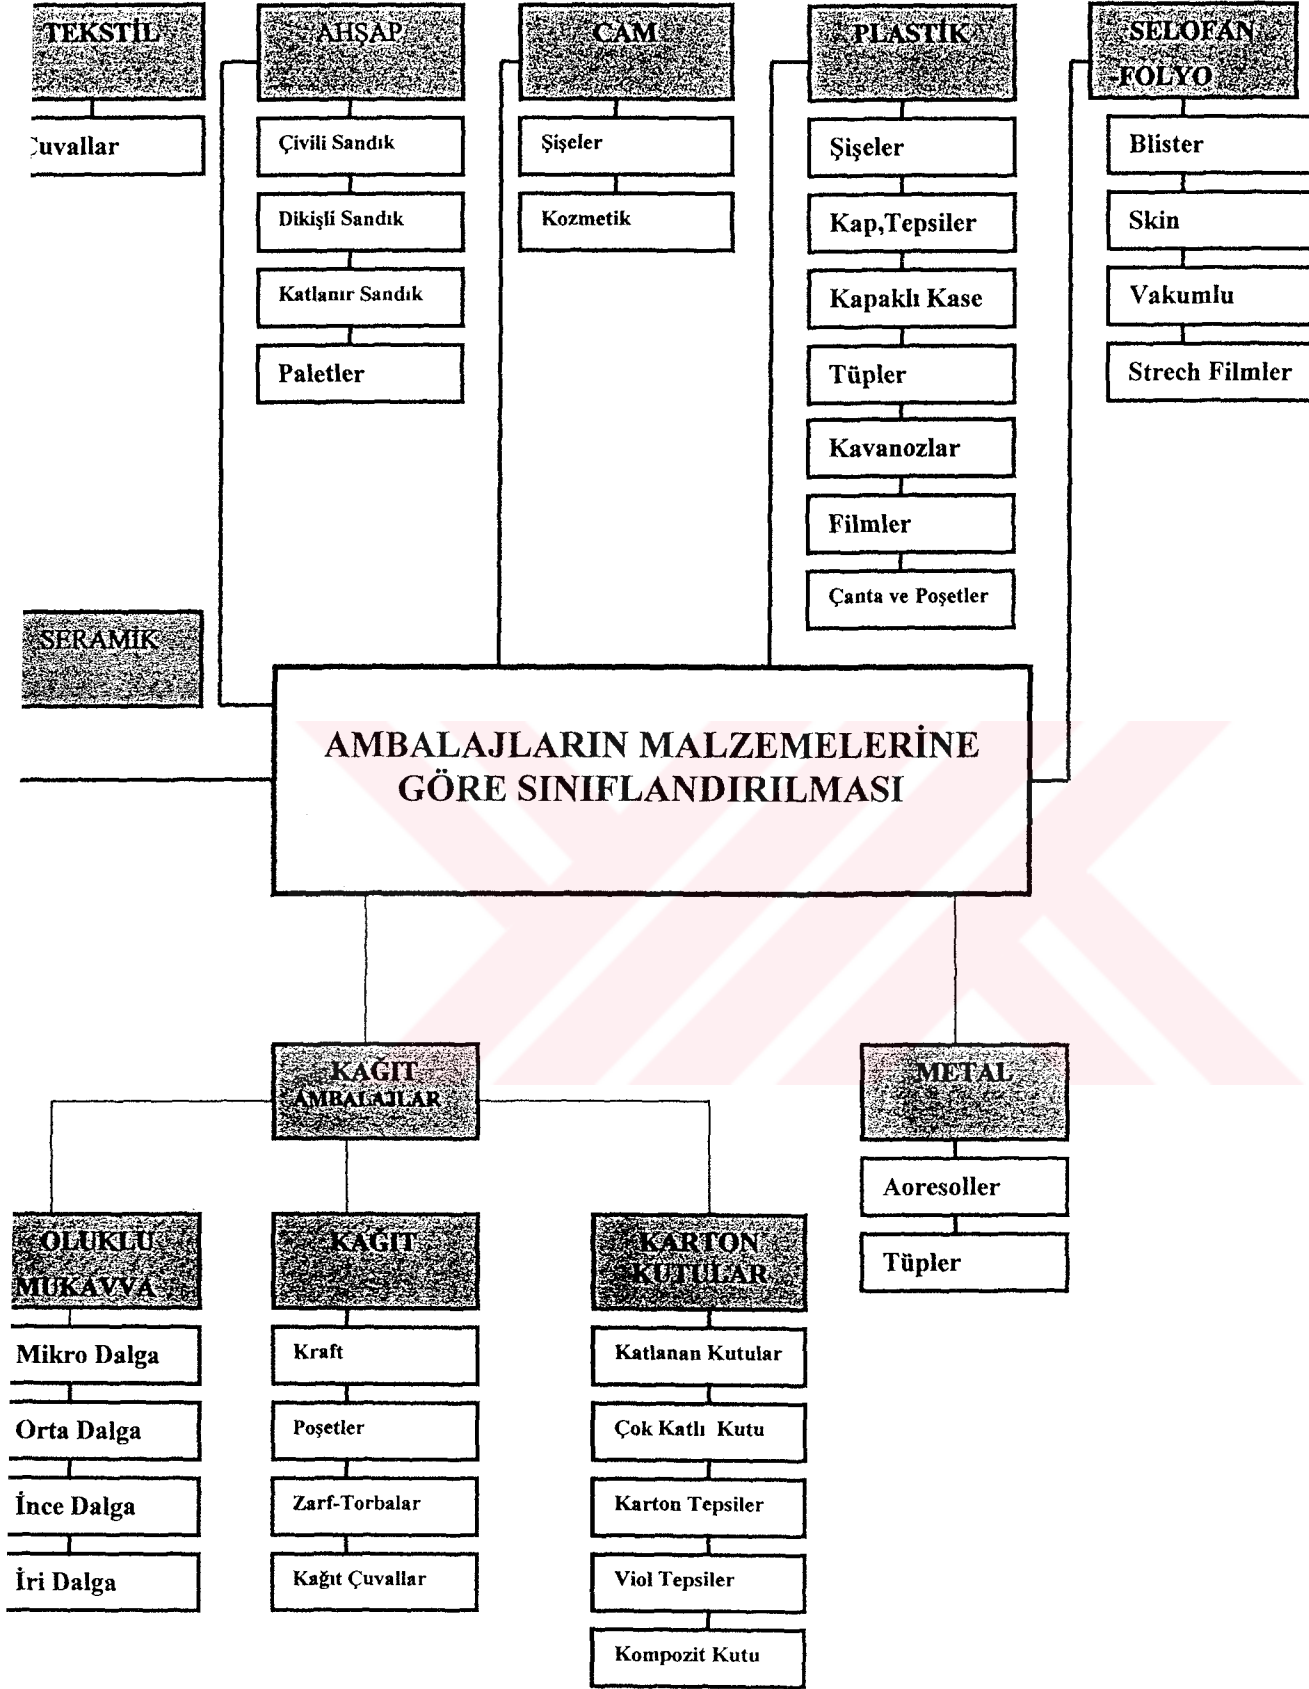 TEKSTİL
uvallar
AHŞAP
Çivili Sandık
Dikişli Sandık
Katlanır Sandık
Paletler
CAM
Şişeler
Kozmetik
PLASTİK
Şişeler
Kap,Tepsiler
Kapaklı Kase
Tüpler
Kavanozlar
Filmler
Çanta ve Poşetler
SELOFAN
-FOLYO
Blister
Skin
Vakumlu
Strech Filmler
SERAMİK
AMBALAJLARIN MALZEMELERİNE
GÖRE SINIFLANDIRILMASI
KAĞIT
AMBALAJLAR
METAL
Aoresoller
Tüpler
OLUKLU
MUKAVVA
Mikro Dalga
Orta Dalga
İnce Dalga
İri Dalga
KAĞIT
Kraft
Poşetler
Zarf-Torbalar
Kağıt Çuvallar
KARTON
KUTULAR
Katlanan Kutular
Çok Katlı Kutu
Karton Tepsiler
Viol Tepsiler
Kompozit Kutu